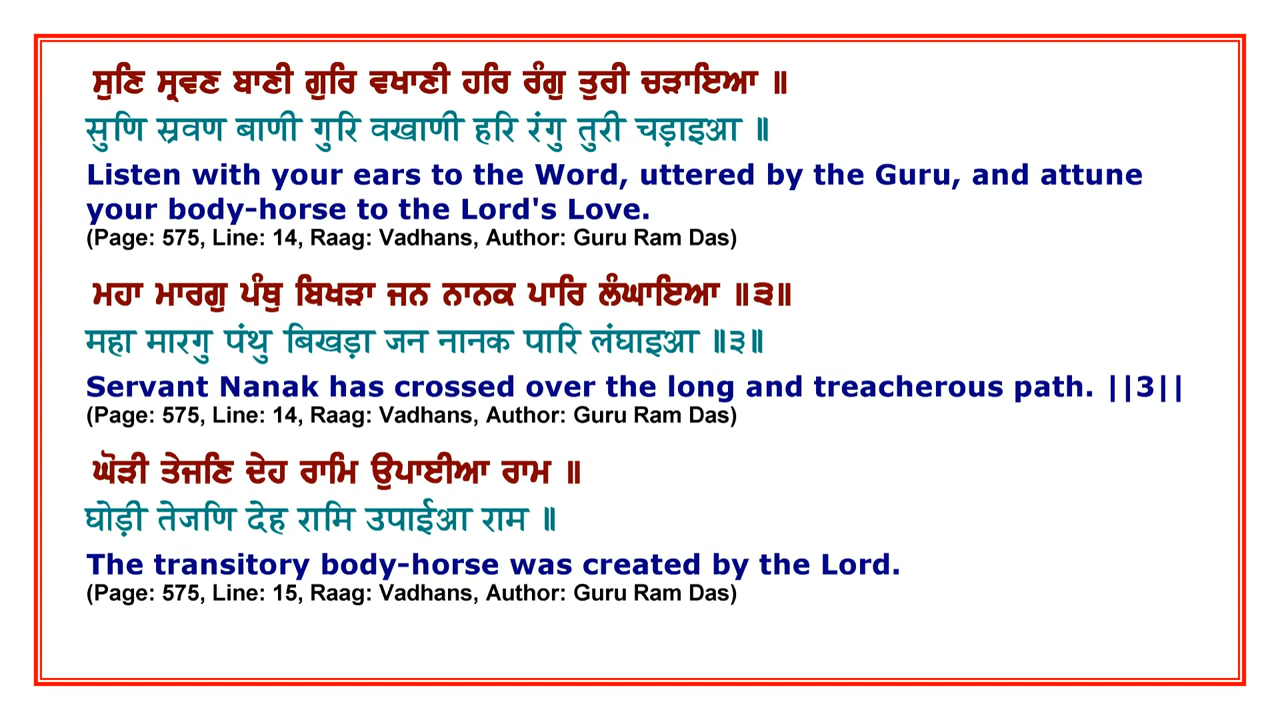 ਸੁਣਿ ਸ੍ਰਵਣ ਬਾਣੀ ਗੁਰਿ ਵਖਾਣੀ ਹਰਿ ਰੰਗੁ ਤੁਰੀ ਚੜਾਇਆ ॥
सुणि स्रवण बाणी गुरि वखाणी हरि रंगु तुरी चड़ाइआ ॥
Listen with your ears to the Word, uttered by the Guru, and attune
your body-horse to the Lord's Love.
(Page: 575, Line: 14, Raag: Vadhans, Author: Guru Ram Das)
ਮਹਾ ਮਾਰਗੁ ਪੰਥੁ ਬਿਖੜਾ ਜਨ ਨਾਨਕ ਪਾਰਿ ਲੰਘਾਇਆ ॥੩॥
महा मारगु पंथु बिखड़ा जन नानक पारि लंघाइआ ॥३॥
Servant Nanak has crossed over the long and treacherous path. ||3||
(Page: 575, Line: 14, Raag: Vadhans, Author: Guru Ram Das)
ਘੋੜੀ ਤੇਜਣਿ ਦੇਹ ਰਾਮਿ ਉਪਾਈਆ ਰਾਮ ॥
घोड़ी तेजणि देह रामि उपाईआ राम ॥
The transitory body-horse was created by the Lord.
(Page: 575, Line: 15, Raag: Vadhans, Author: Guru Ram Das)